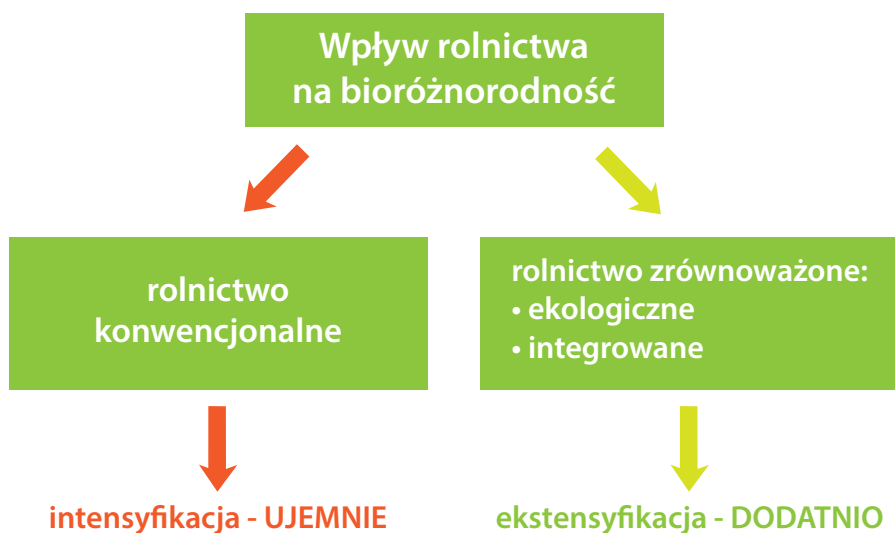 Wpływ rolnictwa
na bioróżnorodność
rolnictwo
konwencjonalne
rolnictwo zrównoważone:
• ekologiczne
• integrowane
intensyfikacja - UJEMNIE
ekstensyfikacja - DODATNIO